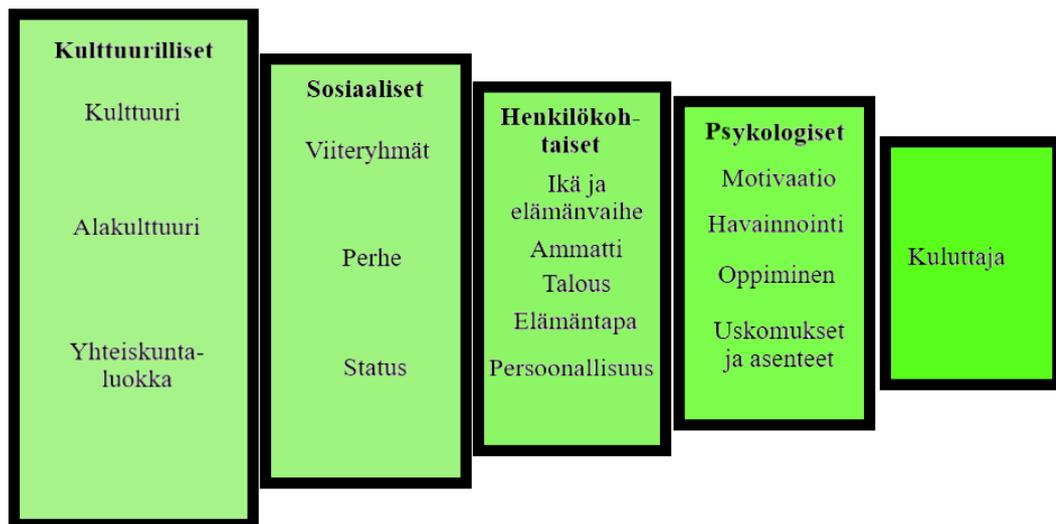 Kulttuurilliset
Kulttuuri
Alakulttuuri
Yhteiskunta-
luokka
Sosiaaliset
Viiteryhmät
Perhe
Status
Henkilökoh-
taiset
Ikä ja
elämänvaihe
Ammatti
Talous
Elämäntapa
Persoonallisuus
Psykologiset
Motivaatio
Havainnointi
Oppiminen
Uskomukset
ja asenteet
Kuluttaja